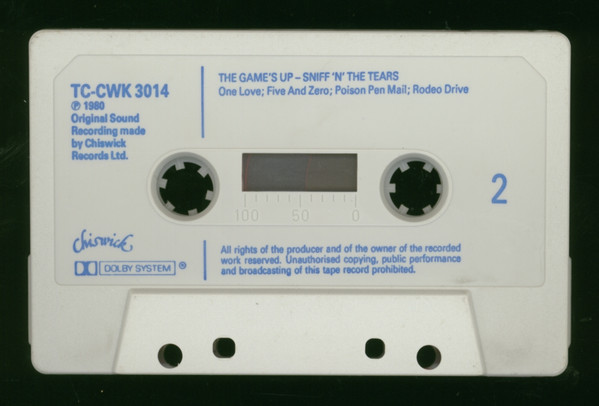 TC-CWK 3014
℗ 1980
Original Sound
Recording made
by Chiswick
Records Ltd.
THE GAME'S UP – SNIFF 'N' THE TEARS
One Love; Five And Zero; Poison Pen Mail; Rodeo Drive
100 50 0
2
chiswick
DOLBY SYSTEM ®
All rights of the producer and of the owner of the recorded
work reserved. Unauthorised copying, public performance
and broadcasting of this tape record prohibited.